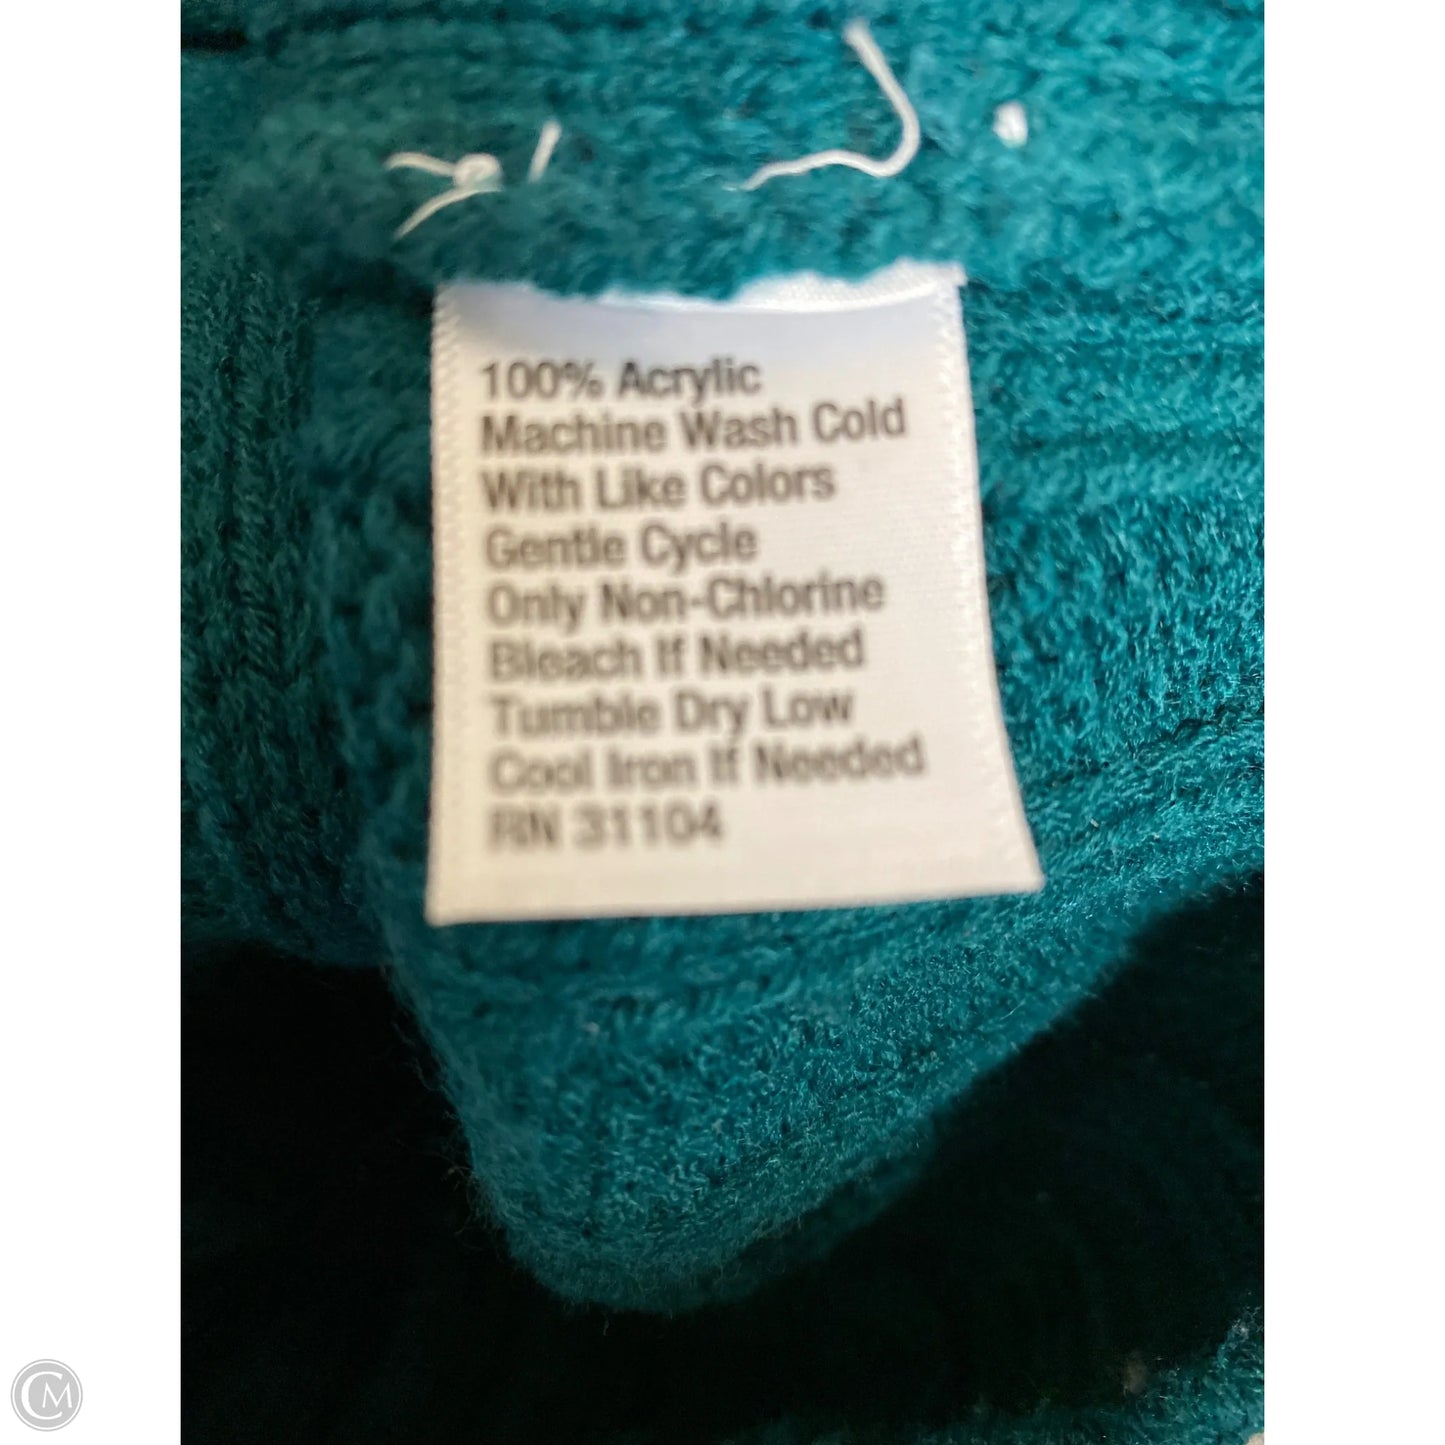 100% Acrylic
Machine Wash Cold
With Like Colors
Gentle Cycle
Only Non-Chlorine
Bleach If Needed
Tumble Dry Low
Cool Iron If Needed
RN 31104
CM